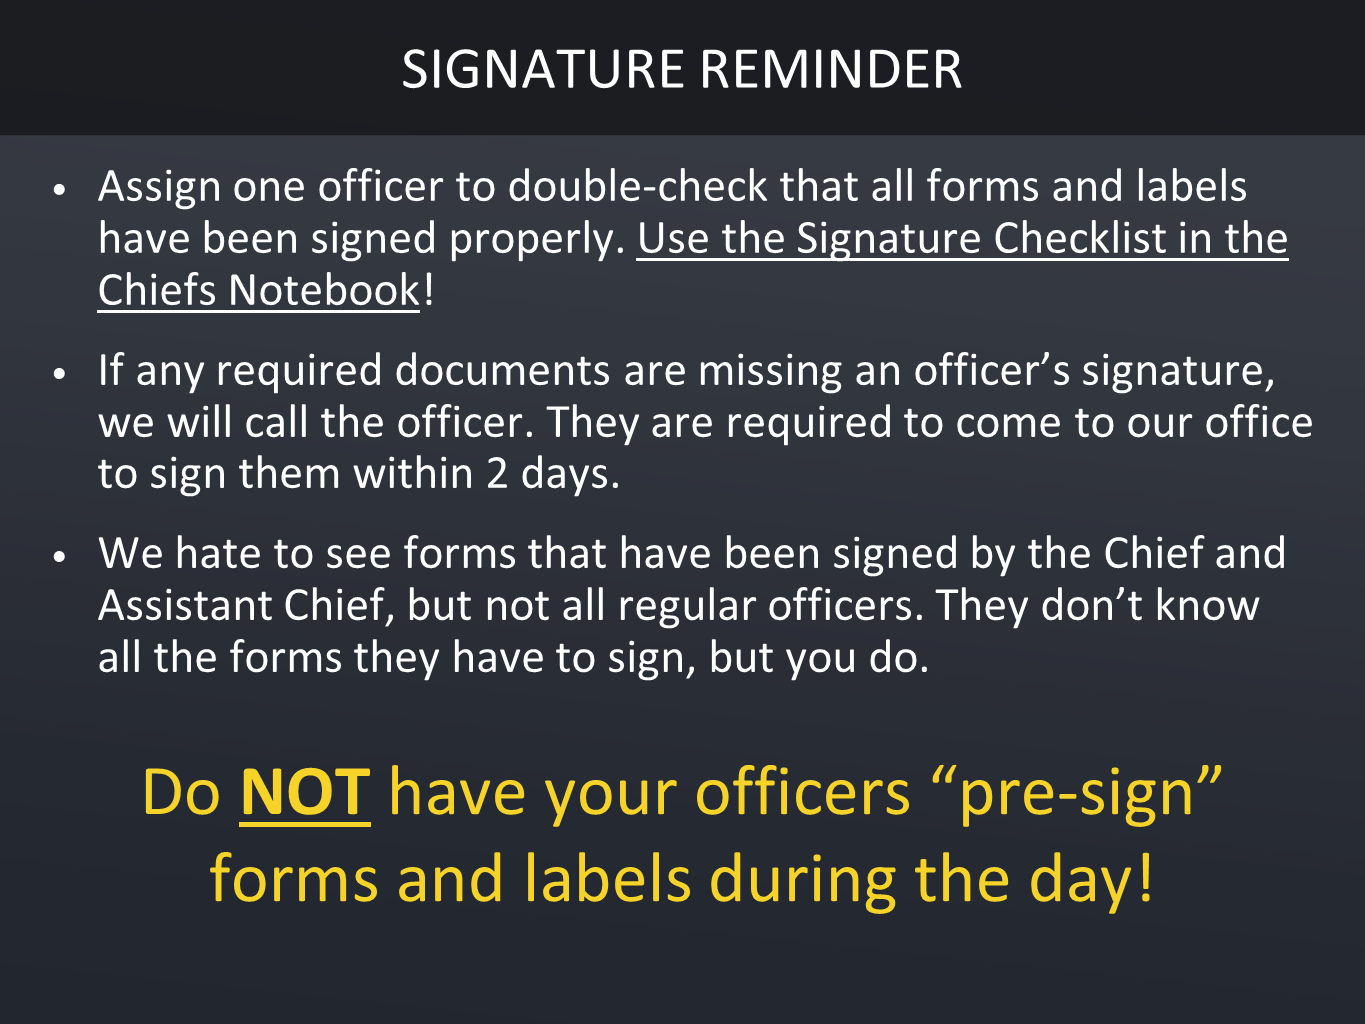 SIGNATURE REMINDER
• Assign one officer to double-check that all forms and labels
have been signed properly. Use the Signature Checklist in the
Chiefs Notebook!
• If any required documents are missing an officer’s signature,
we will call the officer. They are required to come to our office
to sign them within 2 days.
• We hate to see forms that have been signed by the Chief and
Assistant Chief, but not all regular officers. They don’t know
all the forms they have to sign, but you do.
Do NOT have your officers “pre-sign”
forms and labels during the day!